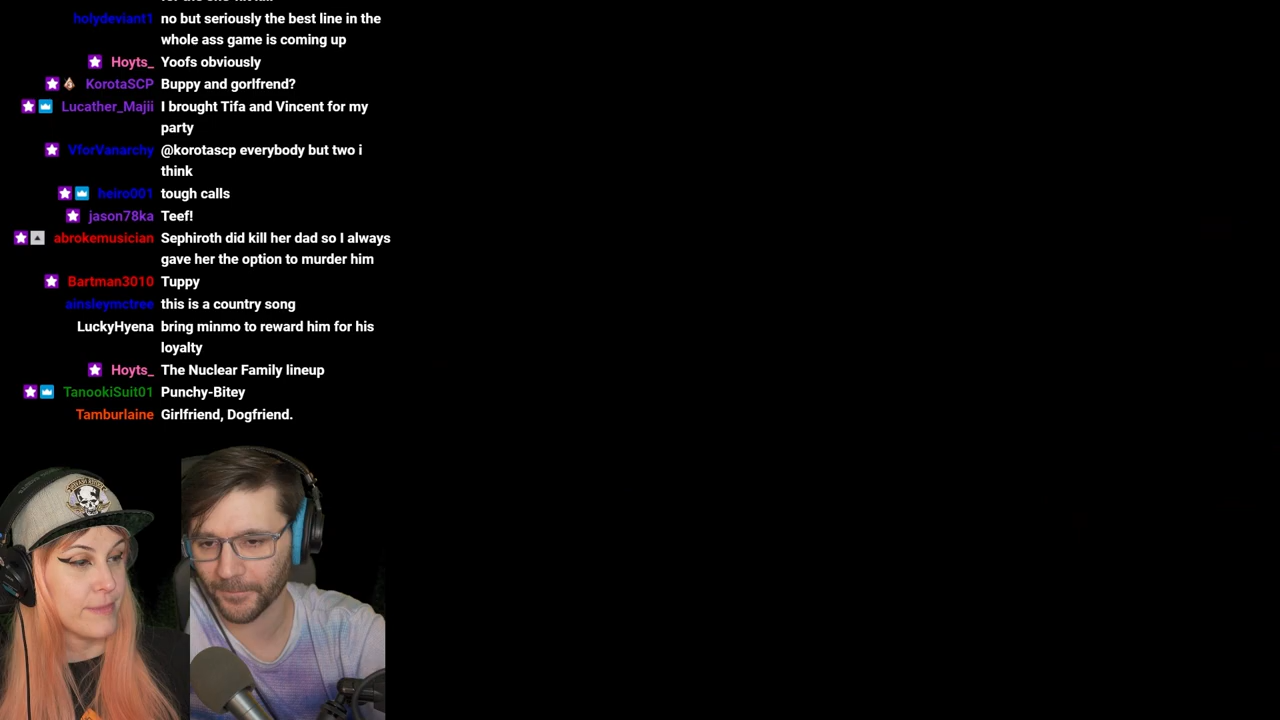 holydeviant1 no but seriously the best line in the
whole ass game is coming up
Hoyts_ Yoofs obviously
KorotaSCP Buppy and gorlfrend?
Lucather_Majii I brought Tifa and Vincent for my
party
VforVanarchy @korotascp everybody but two i
think
heiro001 tough calls
jason78ka Teef!
abrokemusician Sephiroth did kill her dad so I always
gave her the option to murder him
Bartman3010 Tuppy
ainsleymctree this is a country song
LuckyHyena bring minmo to reward him for his
loyalty
Hoyts_ The Nuclear Family lineup
TanookiSuit01 Punchy-Bitey
Tamburlaine Girlfriend, Dogfriend.